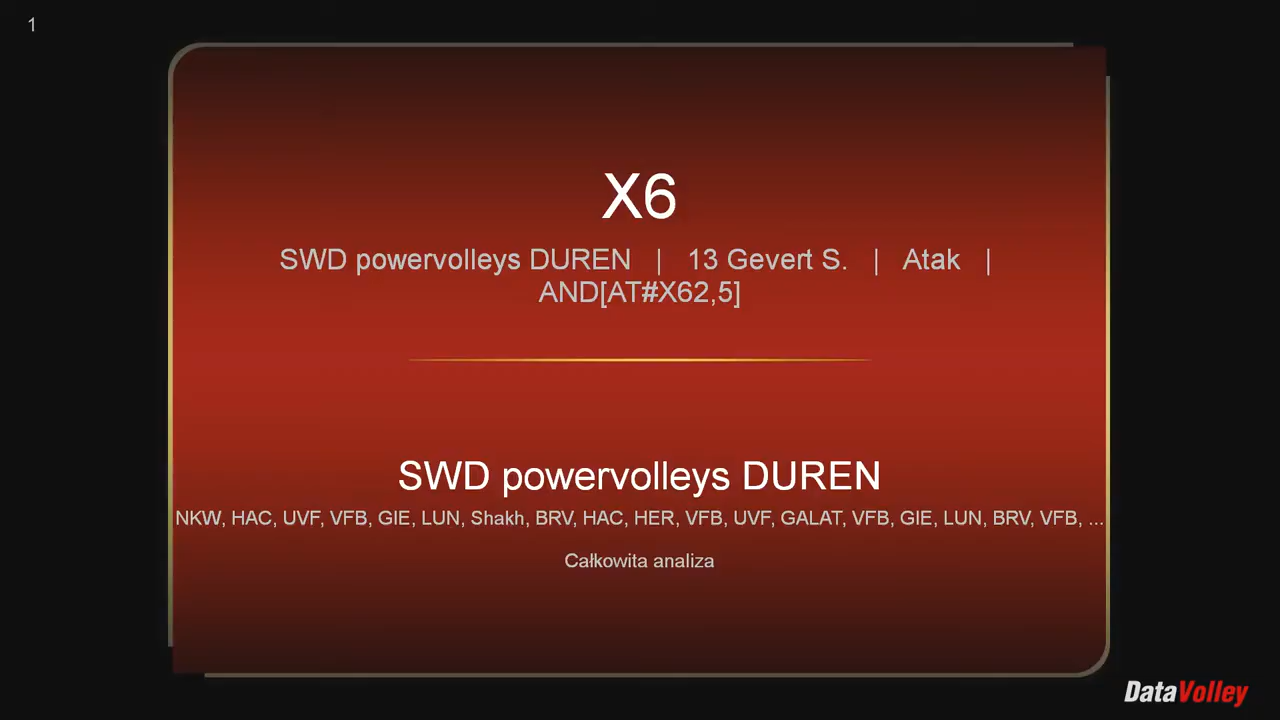 1
X6
SWD powervolleys DUREN | 13 Gevert S. | Atak |
AND[AT#X62,5]
SWD powervolleys DUREN
NKW, HAC, UVF, VFB, GIE, LUN, Shakh, BRV, HAC, HER, VFB, UVF, GALAT, VFB, GIE, LUN, BRV, VFB, ...
Całkowita analiza
DataVolley